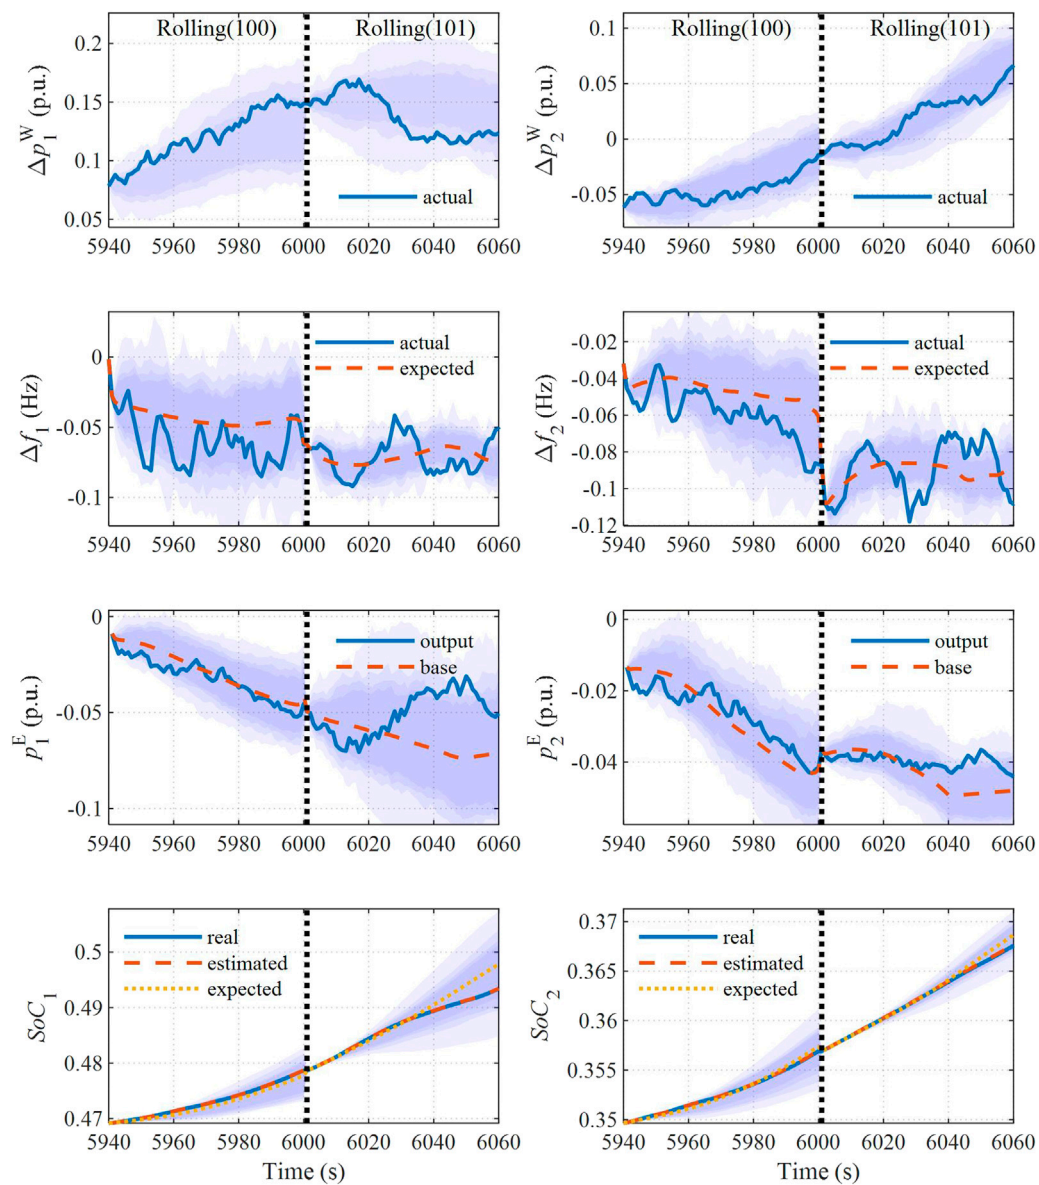 Rolling(100) Rolling(101)
0.2
0.15
0.1
0.05
Δp₁ᵂ (p.u.)
actual
5940 5960 5980 6000 6020 6040 6060
Rolling(100) Rolling(101)
0.1
0.05
0
-0.05
Δp₂ᵂ (p.u.)
actual
5940 5960 5980 6000 6020 6040 6060
0
-0.05
-0.1
Δf₁ (Hz)
actual
expected
5940 5960 5980 6000 6020 6040 6060
-0.02
-0.04
-0.06
-0.08
-0.1
-0.12
Δf₂ (Hz)
actual
expected
5940 5960 5980 6000 6020 6040 6060
0
-0.05
-0.1
p₁ᴱ (p.u.)
output
base
5940 5960 5980 6000 6020 6040 6060
0
-0.02
-0.04
p₂ᴱ (p.u.)
output
base
5940 5960 5980 6000 6020 6040 6060
0.5
0.49
0.48
0.47
SoC₁
real
estimated
expected
5940 5960 5980 6000 6020 6040 6060
Time (s)
0.37
0.365
0.36
0.355
0.35
SoC₂
real
estimated
expected
5940 5960 5980 6000 6020 6040 6060
Time (s)